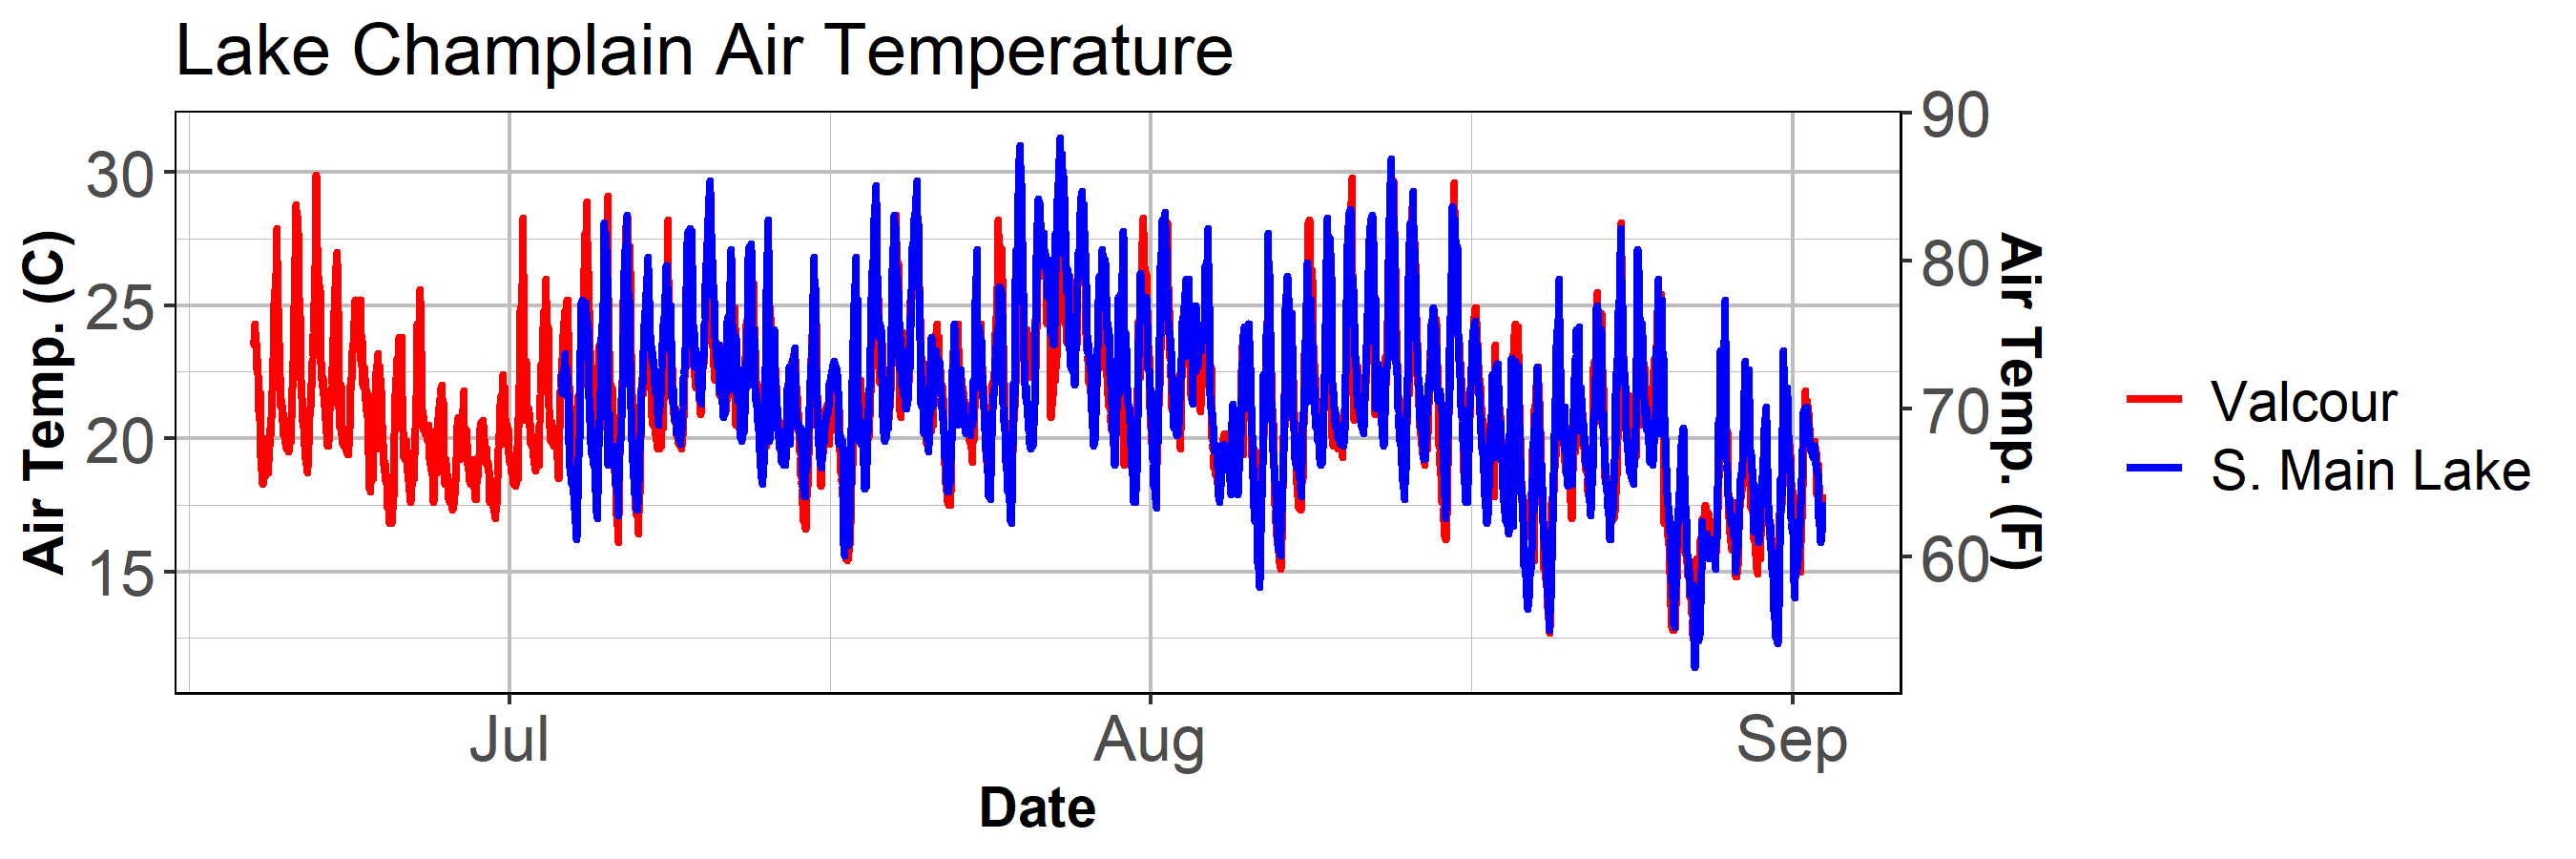 Lake Champlain Air Temperature
Air Temp. (C)
30
25
20
15
90
80
70
60
Air Temp. (F)
Jul
Aug
Sep
Date
Valcour
S. Main Lake